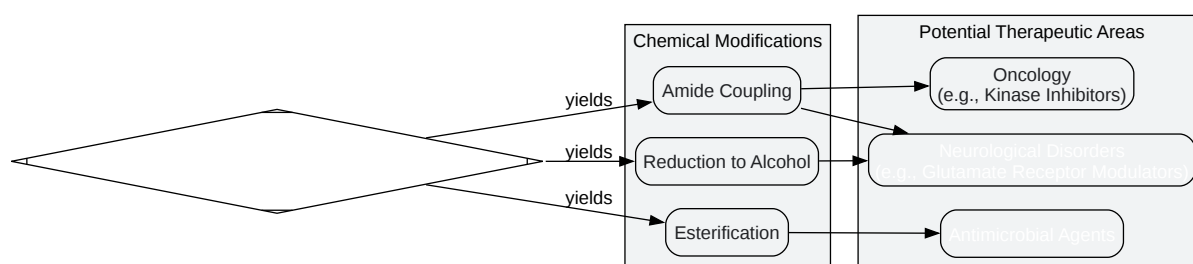 Chemical Modifications
Potential Therapeutic Areas
yields
Amide Coupling
Oncology
(e.g., Kinase Inhibitors)
yields
Reduction to Alcohol
Neurological Disorders
(e.g., Glutamate Receptor Modulators)
yields
Esterification
Antimicrobial Agents